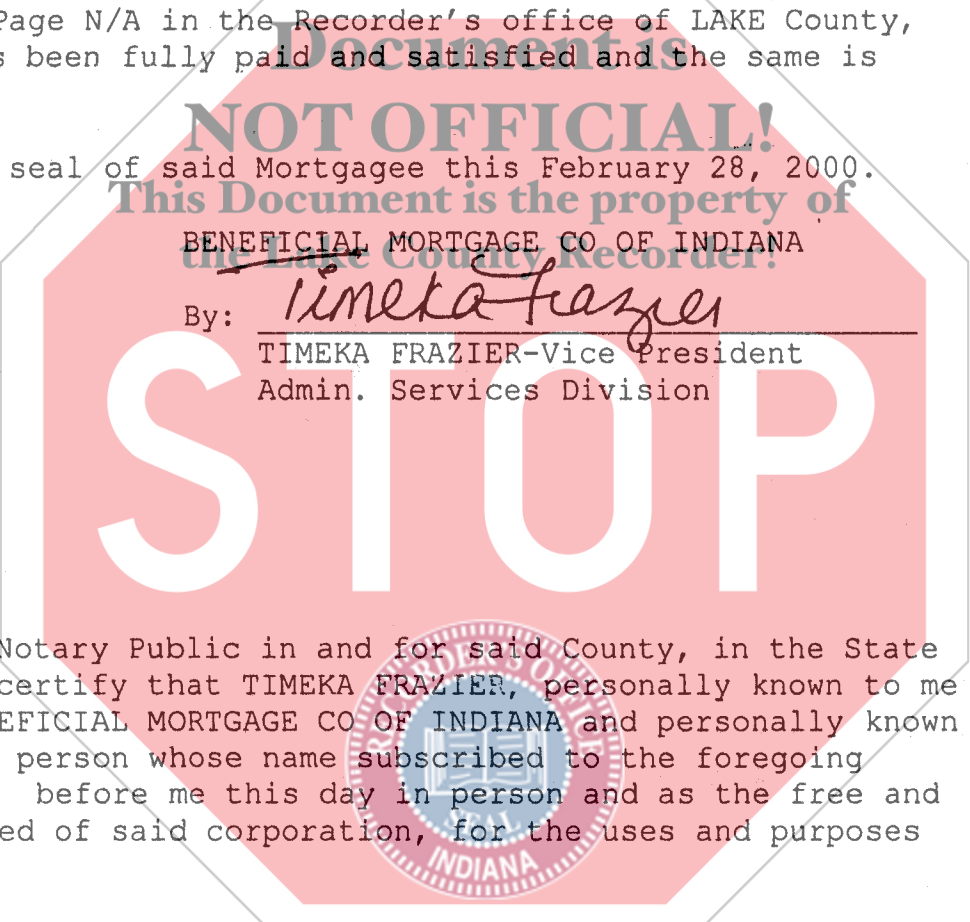 Page N/A in the Recorder's office of LAKE County,
Document is
been fully paid and satisfied and the same is
NOT OFFICIAL!
seal of said Mortgagee this February 28, 2000.
This Document is the property of
BENEFICIAL MORTGAGE CO OF INDIANA
the Lake County Recorder!
By: Timeka Frazier
TIMEKA FRAZIER-Vice President
Admin. Services Division
STOP
Notary Public in and for said County, in the State
certify that TIMEKA FRAZIER, personally known to me
EFICIAL MORTGAGE CO OF INDIANA and personally known
person whose name subscribed to the foregoing
before me this day in person and as the free and
ed of said corporation, for the uses and purposes
RECORDER'S OFFICE
SEAL
INDIANA